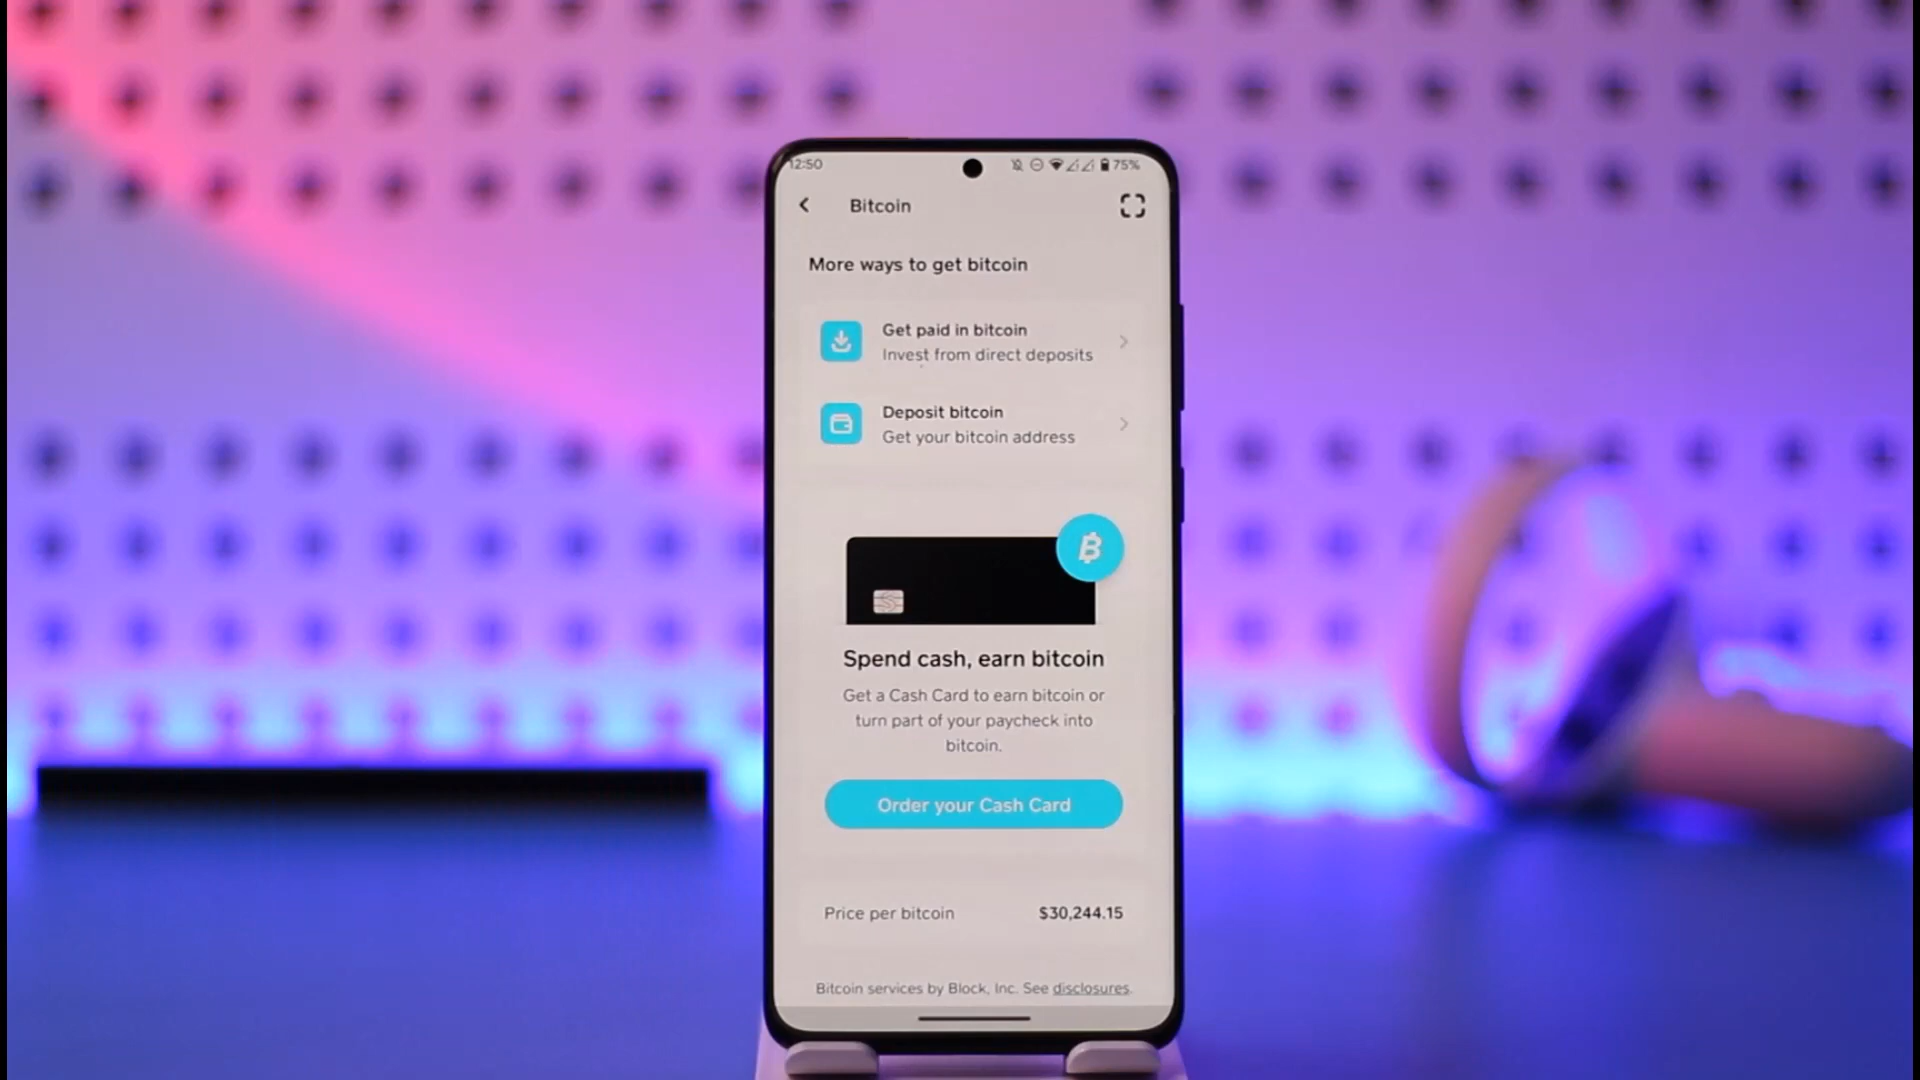 12:50
75%
Bitcoin
More ways to get bitcoin
Get paid in bitcoin
Invest from direct deposits
Deposit bitcoin
Get your bitcoin address
Spend cash, earn bitcoin
Get a Cash Card to earn bitcoin or
turn part of your paycheck into
bitcoin.
Order your Cash Card
Price per bitcoin $30,244.15
Bitcoin services by Block, Inc. See disclosures.